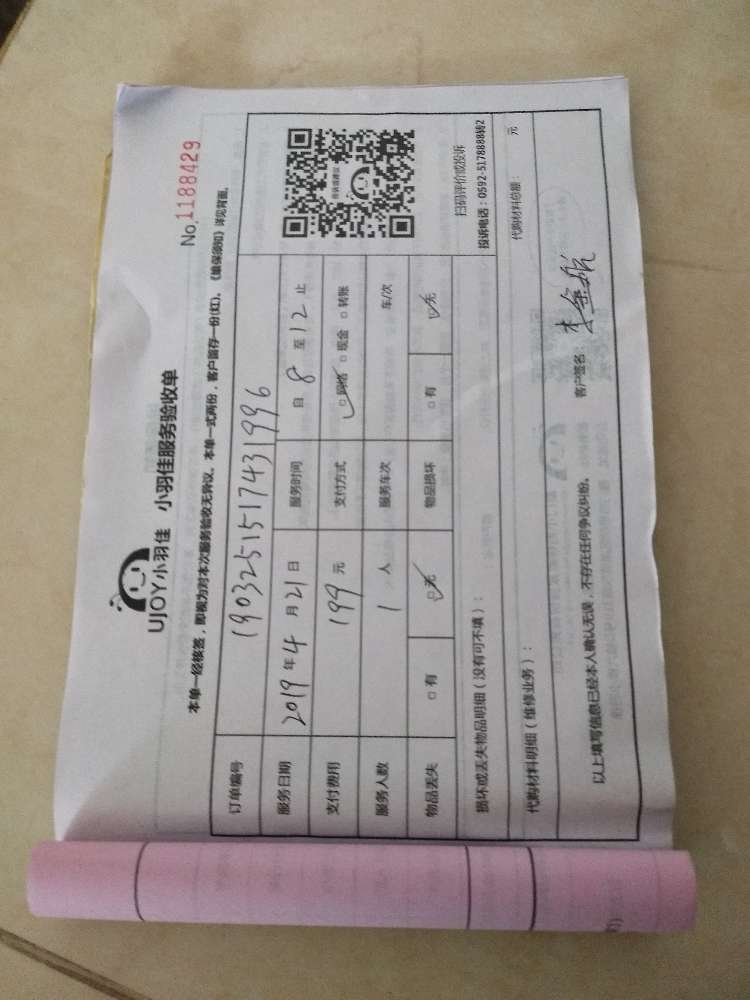 UJOY小羽佳 小羽佳服务验收单
No.1188429
本单一经核签，即视为对本次服务验收无异议。本单一式两份，客户留存一份(红)。《维保须知》详见背面。
订单编号 190325151743１996
服务日期 2019年4月21日 服务时间 自8至12止
支付费用 199元 支付方式 ☑网络 □现金 □转账
服务人数 1人 服务车次 车/次
物品丢失 □有 ☑无 物品损坏 □有 ☑无
扫码评价或投诉
投诉电话：0592-5178888转2
损坏或丢失物品明细（没有可不填）：
代购材料明细（维修业务）： 代购材料总额： 元
以上填写信息已经本人确认无误，不存在任何争议纠纷。 客户签名：